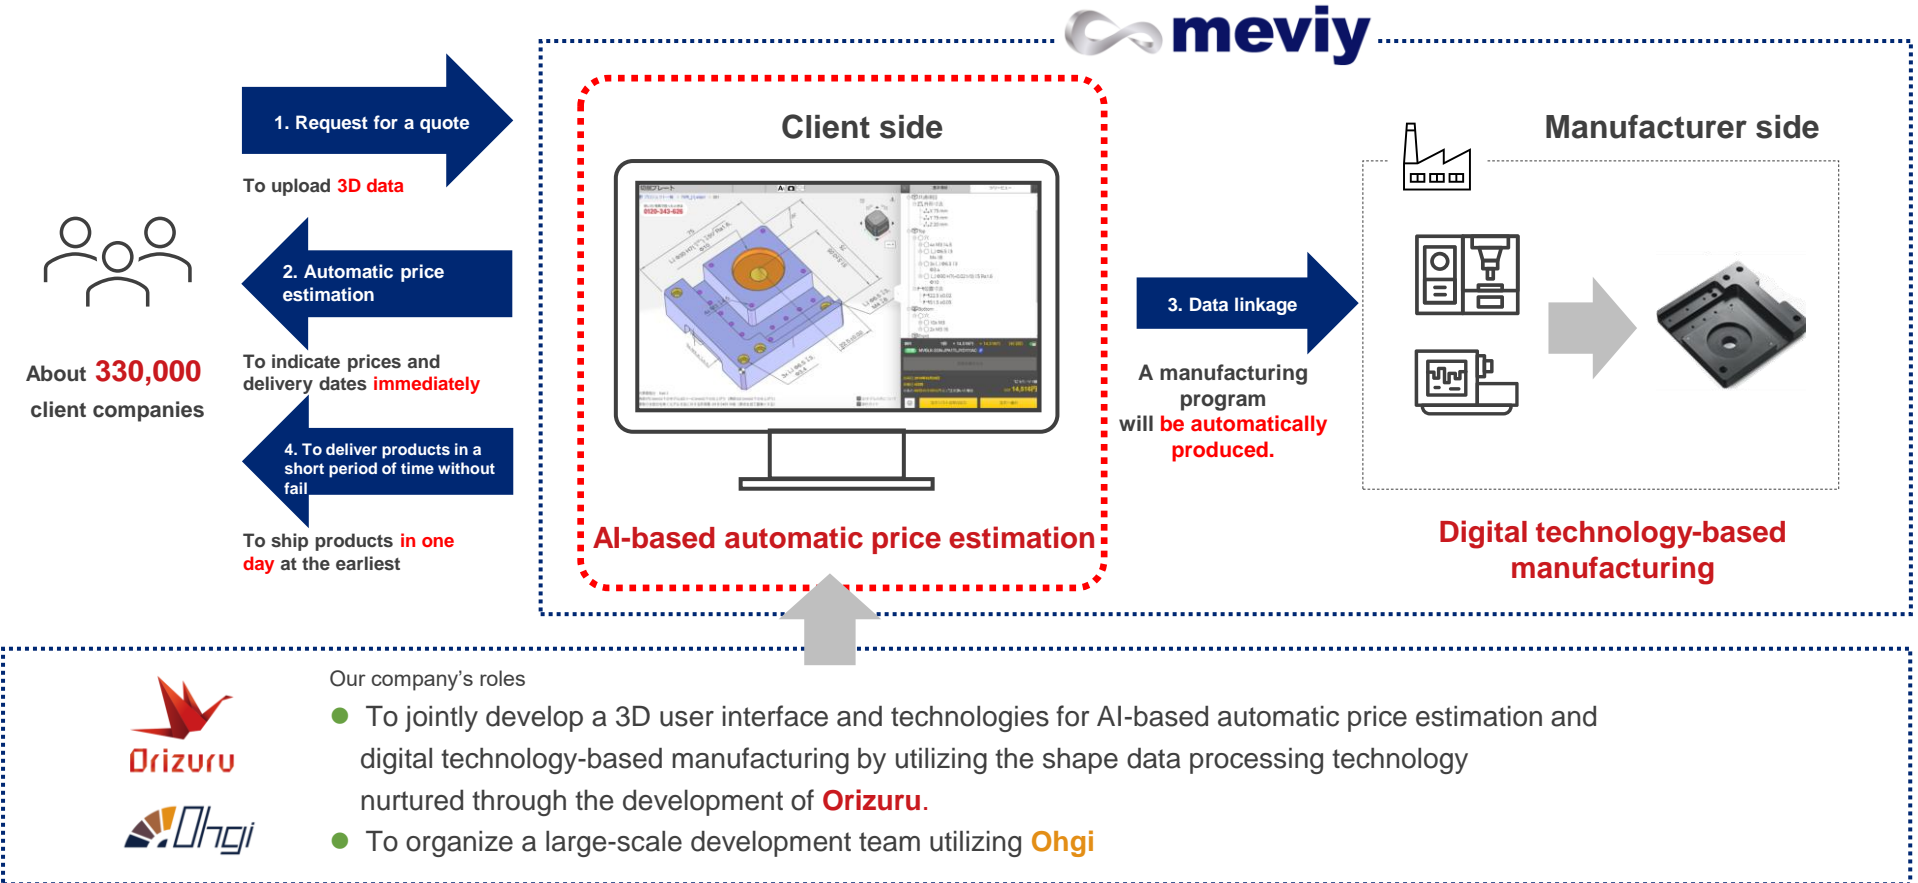 meviy
1. Request for a quote
To upload 3D data
2. Automatic price
estimation
To indicate prices and
delivery dates immediately
4. To deliver products in a
short period of time without
fail
To ship products in one
day at the earliest
About 330,000
client companies
Client side
0120-343-626
AI-based automatic price estimation
3. Data linkage
A manufacturing
program
will be automatically
produced.
Manufacturer side
Digital technology-based
manufacturing
Orizuru
Ohgi
Our company's roles
To jointly develop a 3D user interface and technologies for AI-based automatic price estimation and
digital technology-based manufacturing by utilizing the shape data processing technology
nurtured through the development of Orizuru.
To organize a large-scale development team utilizing Ohgi